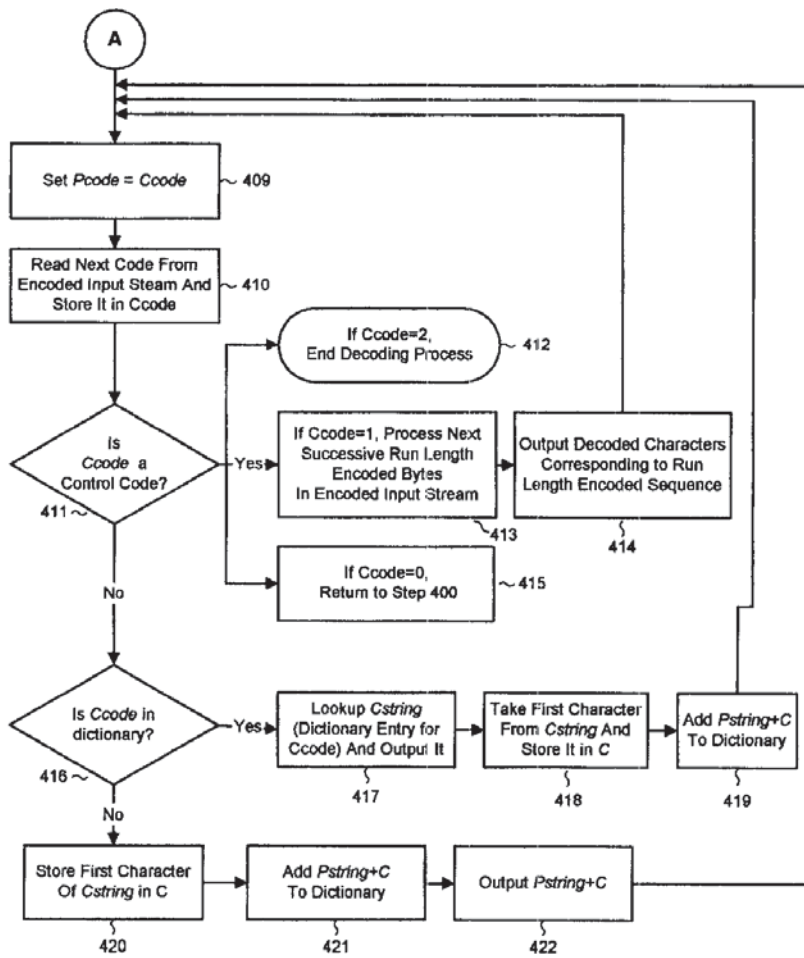 A
Set Pcode = Ccode
409
Read Next Code From
Encoded Input Steam And
Store It in Ccode
410
If Ccode=2,
End Decoding Process
412
Is
Ccode a
Control Code?
411
Yes
If Ccode=1, Process Next
Successive Run Length
Encoded Bytes
In Encoded Input Stream
413
Output Decoded Characters
Corresponding to Run
Length Encoded Sequence
414
If Ccode=0,
Return to Step 400
415
No
Is Ccode in
dictionary?
416
Yes
Lookup Cstring
(Dictionary Entry for
Ccode) And Output It
417
Take First Character
From Cstring And
Store It in C
418
Add Pstring+C
To Dictionary
419
No
Store First Character
Of Cstring in C
420
Add Pstring+C
To Dictionary
421
Output Pstring+C
422